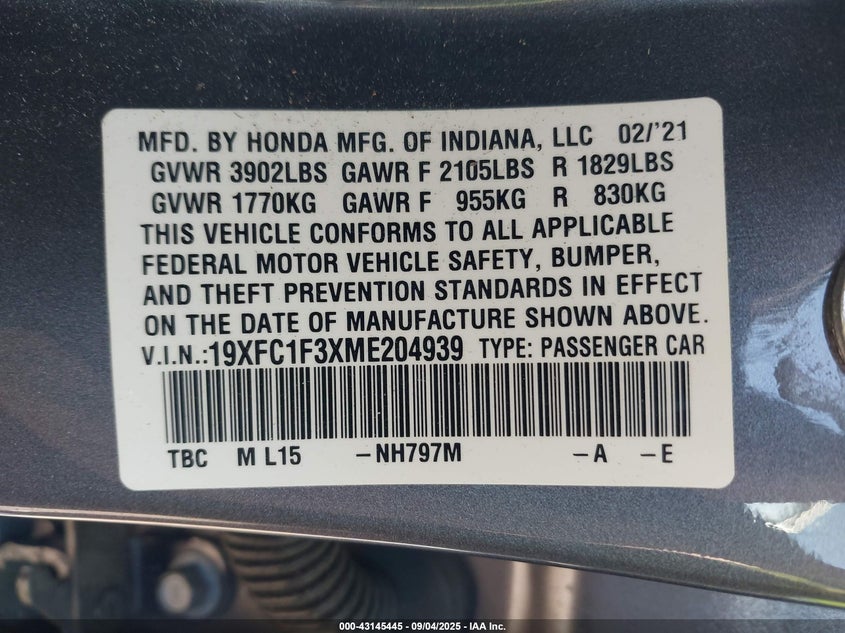 MFD. BY HONDA MFG. OF INDIANA, LLC 02/'21
GVWR 3902LBS GAWR F 2105LBS R 1829LBS
GVWR 1770KG GAWR F 955KG R 830KG
THIS VEHICLE CONFORMS TO ALL APPLICABLE
FEDERAL MOTOR VEHICLE SAFETY, BUMPER,
AND THEFT PREVENTION STANDARDS IN EFFECT
ON THE DATE OF MANUFACTURE SHOWN ABOVE.
V.I.N.:19XFC1F3XME204939 TYPE: PASSENGER CAR
TBC M L15 -NH797M -A -E
000-43145445 - 09/04/2025 - IAA Inc.